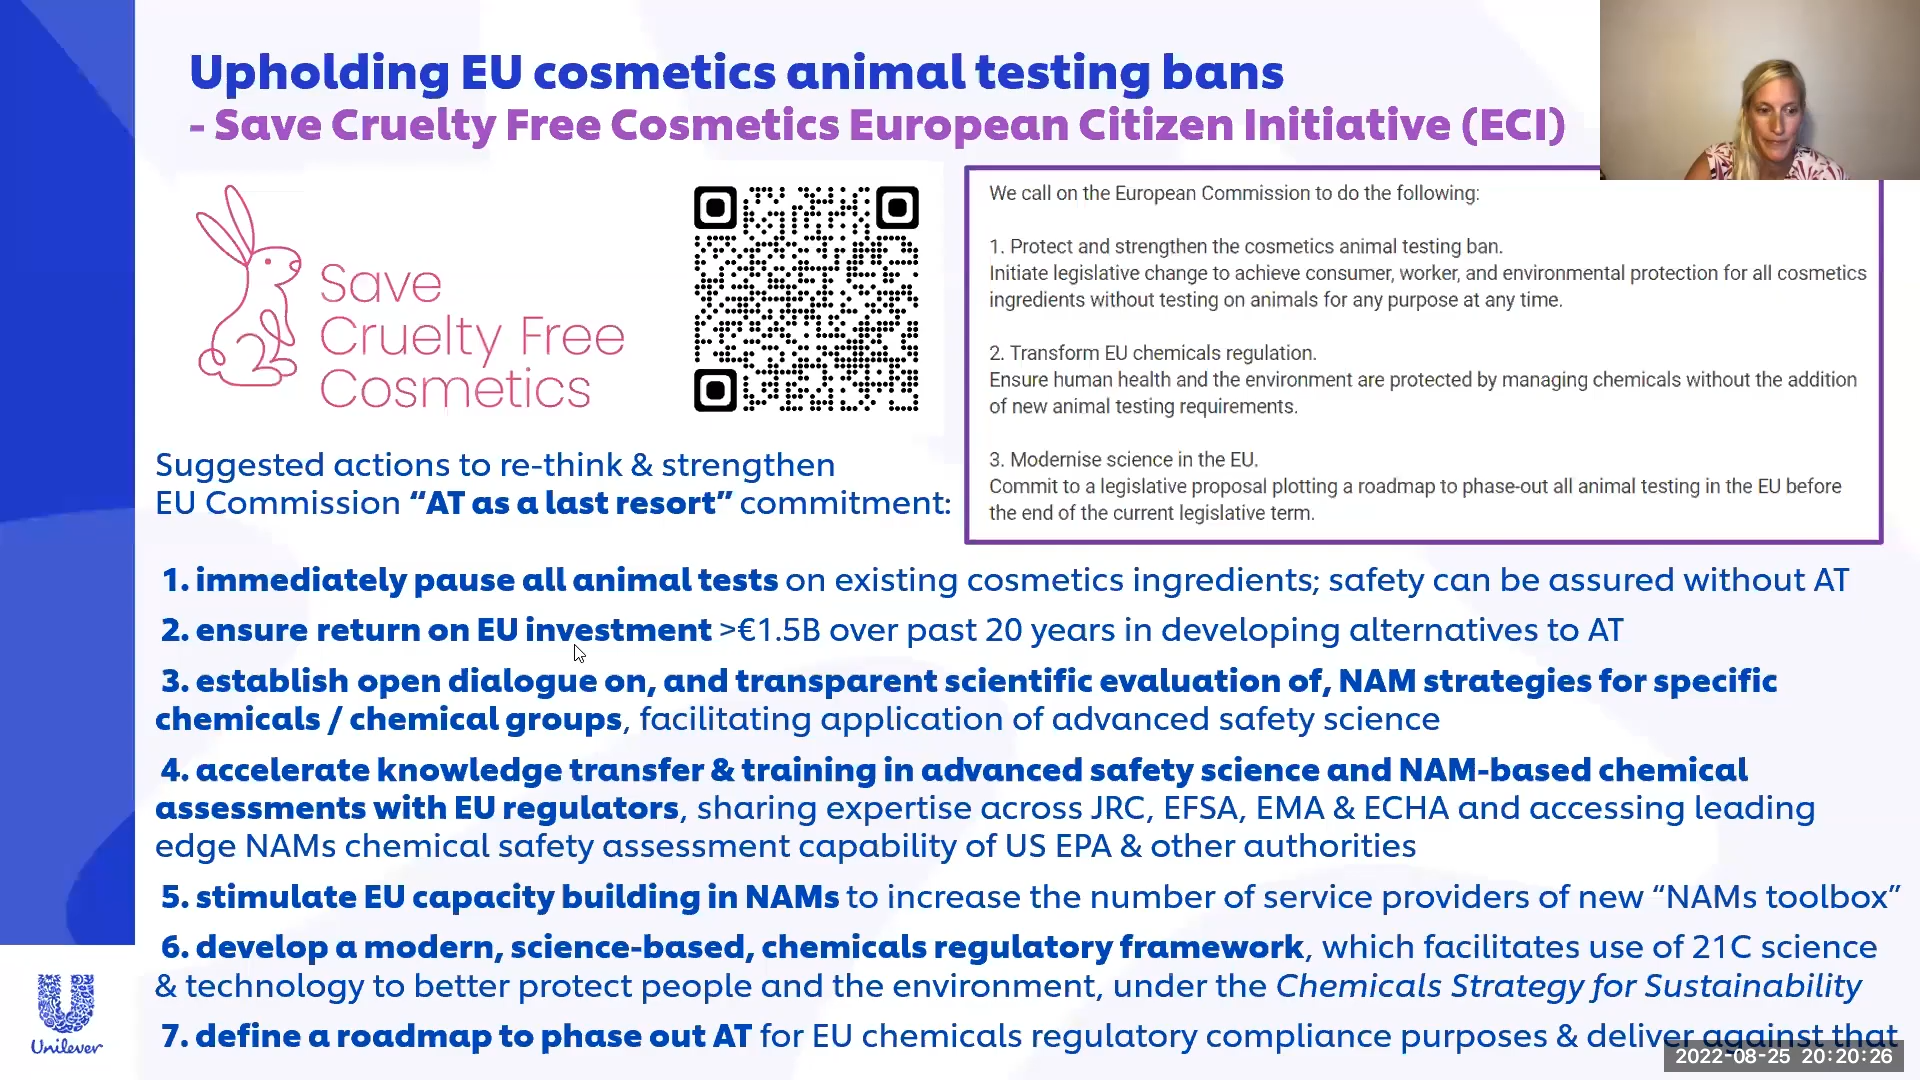 Upholding EU cosmetics animal testing bans
- Save Cruelty Free Cosmetics European Citizen Initiative (ECI)
Save
Cruelty Free
Cosmetics
We call on the European Commission to do the following:
1. Protect and strengthen the cosmetics animal testing ban.
Initiate legislative change to achieve consumer, worker, and environmental protection for all cosmetics
ingredients without testing on animals for any purpose at any time.
2. Transform EU chemicals regulation.
Ensure human health and the environment are protected by managing chemicals without the addition
of new animal testing requirements.
3. Modernise science in the EU.
Commit to a legislative proposal plotting a roadmap to phase-out all animal testing in the EU before
the end of the current legislative term.
Suggested actions to re-think & strengthen
EU Commission “AT as a last resort” commitment:
1. immediately pause all animal tests on existing cosmetics ingredients; safety can be assured without AT
2. ensure return on EU investment >€1.5B over past 20 years in developing alternatives to AT
3. establish open dialogue on, and transparent scientific evaluation of, NAM strategies for specific
chemicals / chemical groups, facilitating application of advanced safety science
4. accelerate knowledge transfer & training in advanced safety science and NAM-based chemical
assessments with EU regulators, sharing expertise across JRC, EFSA, EMA & ECHA and accessing leading
edge NAMs chemical safety assessment capability of US EPA & other authorities
5. stimulate EU capacity building in NAMs to increase the number of service providers of new “NAMs toolbox”
6. develop a modern, science-based, chemicals regulatory framework, which facilitates use of 21C science
& technology to better protect people and the environment, under the Chemicals Strategy for Sustainability
7. define a roadmap to phase out AT for EU chemicals regulatory compliance purposes & deliver against that
Unilever
2022-08-25 20:20:26